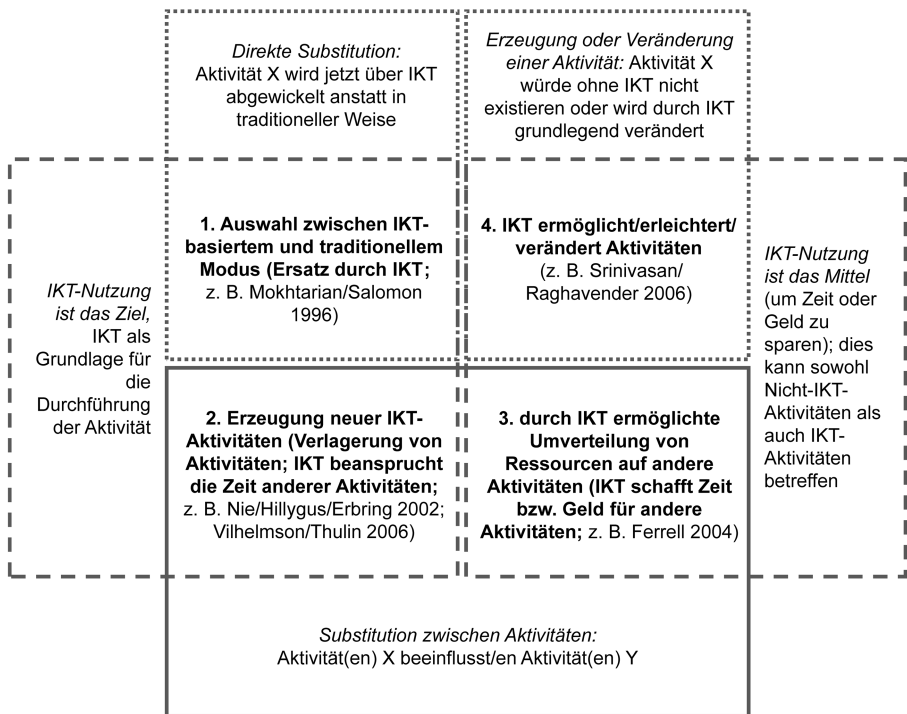 Direkte Substitution:
Aktivität X wird jetzt über IKT
abgewickelt anstatt in
traditioneller Weise
Erzeugung oder Veränderung
einer Aktivität: Aktivität X
würde ohne IKT nicht
existieren oder wird durch IKT
grundlegend verändert
IKT-Nutzung
ist das Ziel,
IKT als
Grundlage für
die
Durchführung
der Aktivität
1. Auswahl zwischen IKT-
basiertem und traditionellem
Modus (Ersatz durch IKT;
z. B. Mokhtarian/Salomon
1996)
4. IKT ermöglicht/erleichtert/
verändert Aktivitäten
(z. B. Srinivasan/
Raghavender 2006)
IKT-Nutzung
ist das Mittel
(um Zeit oder
Geld zu
sparen); dies
kann sowohl
Nicht-IKT-
Aktivitäten als
auch IKT-
Aktivitäten
betreffen
2. Erzeugung neuer IKT-
Aktivitäten (Verlagerung von
Aktivitäten; IKT beansprucht
die Zeit anderer Aktivitäten;
z. B. Nie/Hillygus/Erbring 2002;
Vilhelmson/Thulin 2006)
3. durch IKT ermöglichte
Umverteilung von
Ressourcen auf andere
Aktivitäten (IKT schafft Zeit
bzw. Geld für andere
Aktivitäten; z. B. Ferrell 2004)
Substitution zwischen Aktivitäten:
Aktivität(en) X beeinflusst/en Aktivität(en) Y